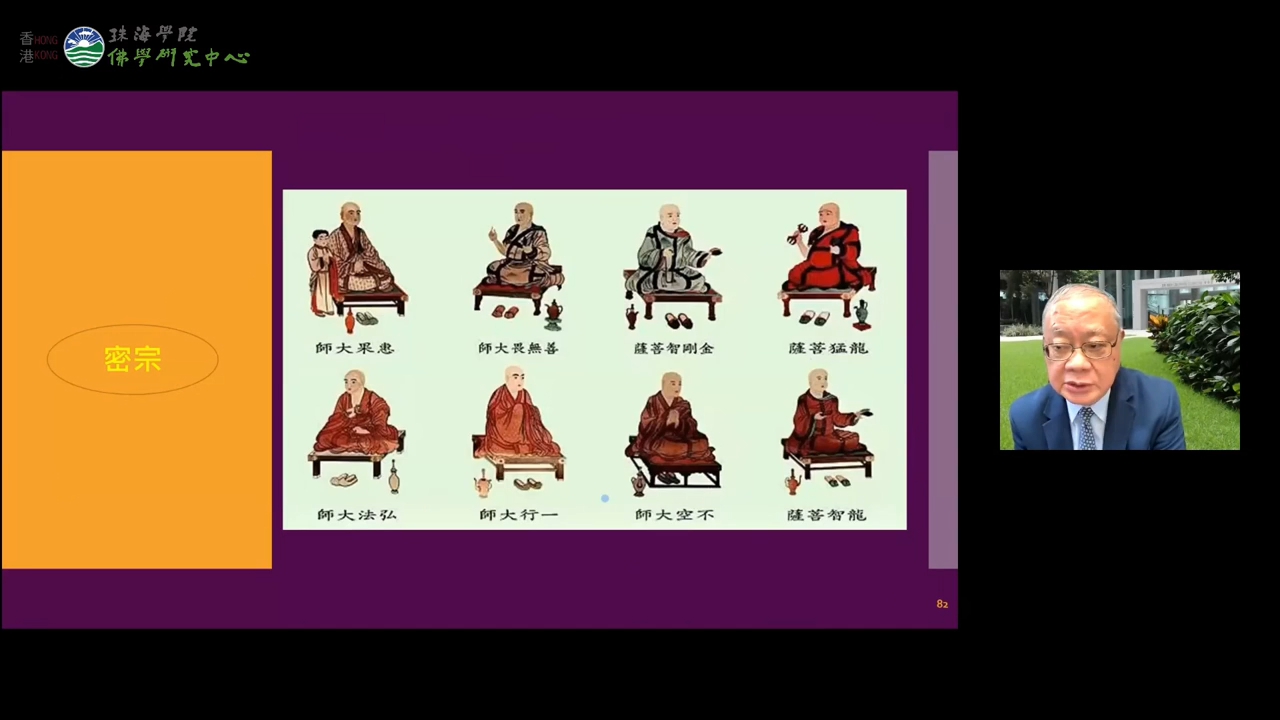 香港
HONG
KONG
珠海學院
佛學研究中心
密宗
龍猛菩薩
金剛智菩薩
善無畏大師
惠果大師
龍智菩薩
不空大師
一行大師
弘法大師
82